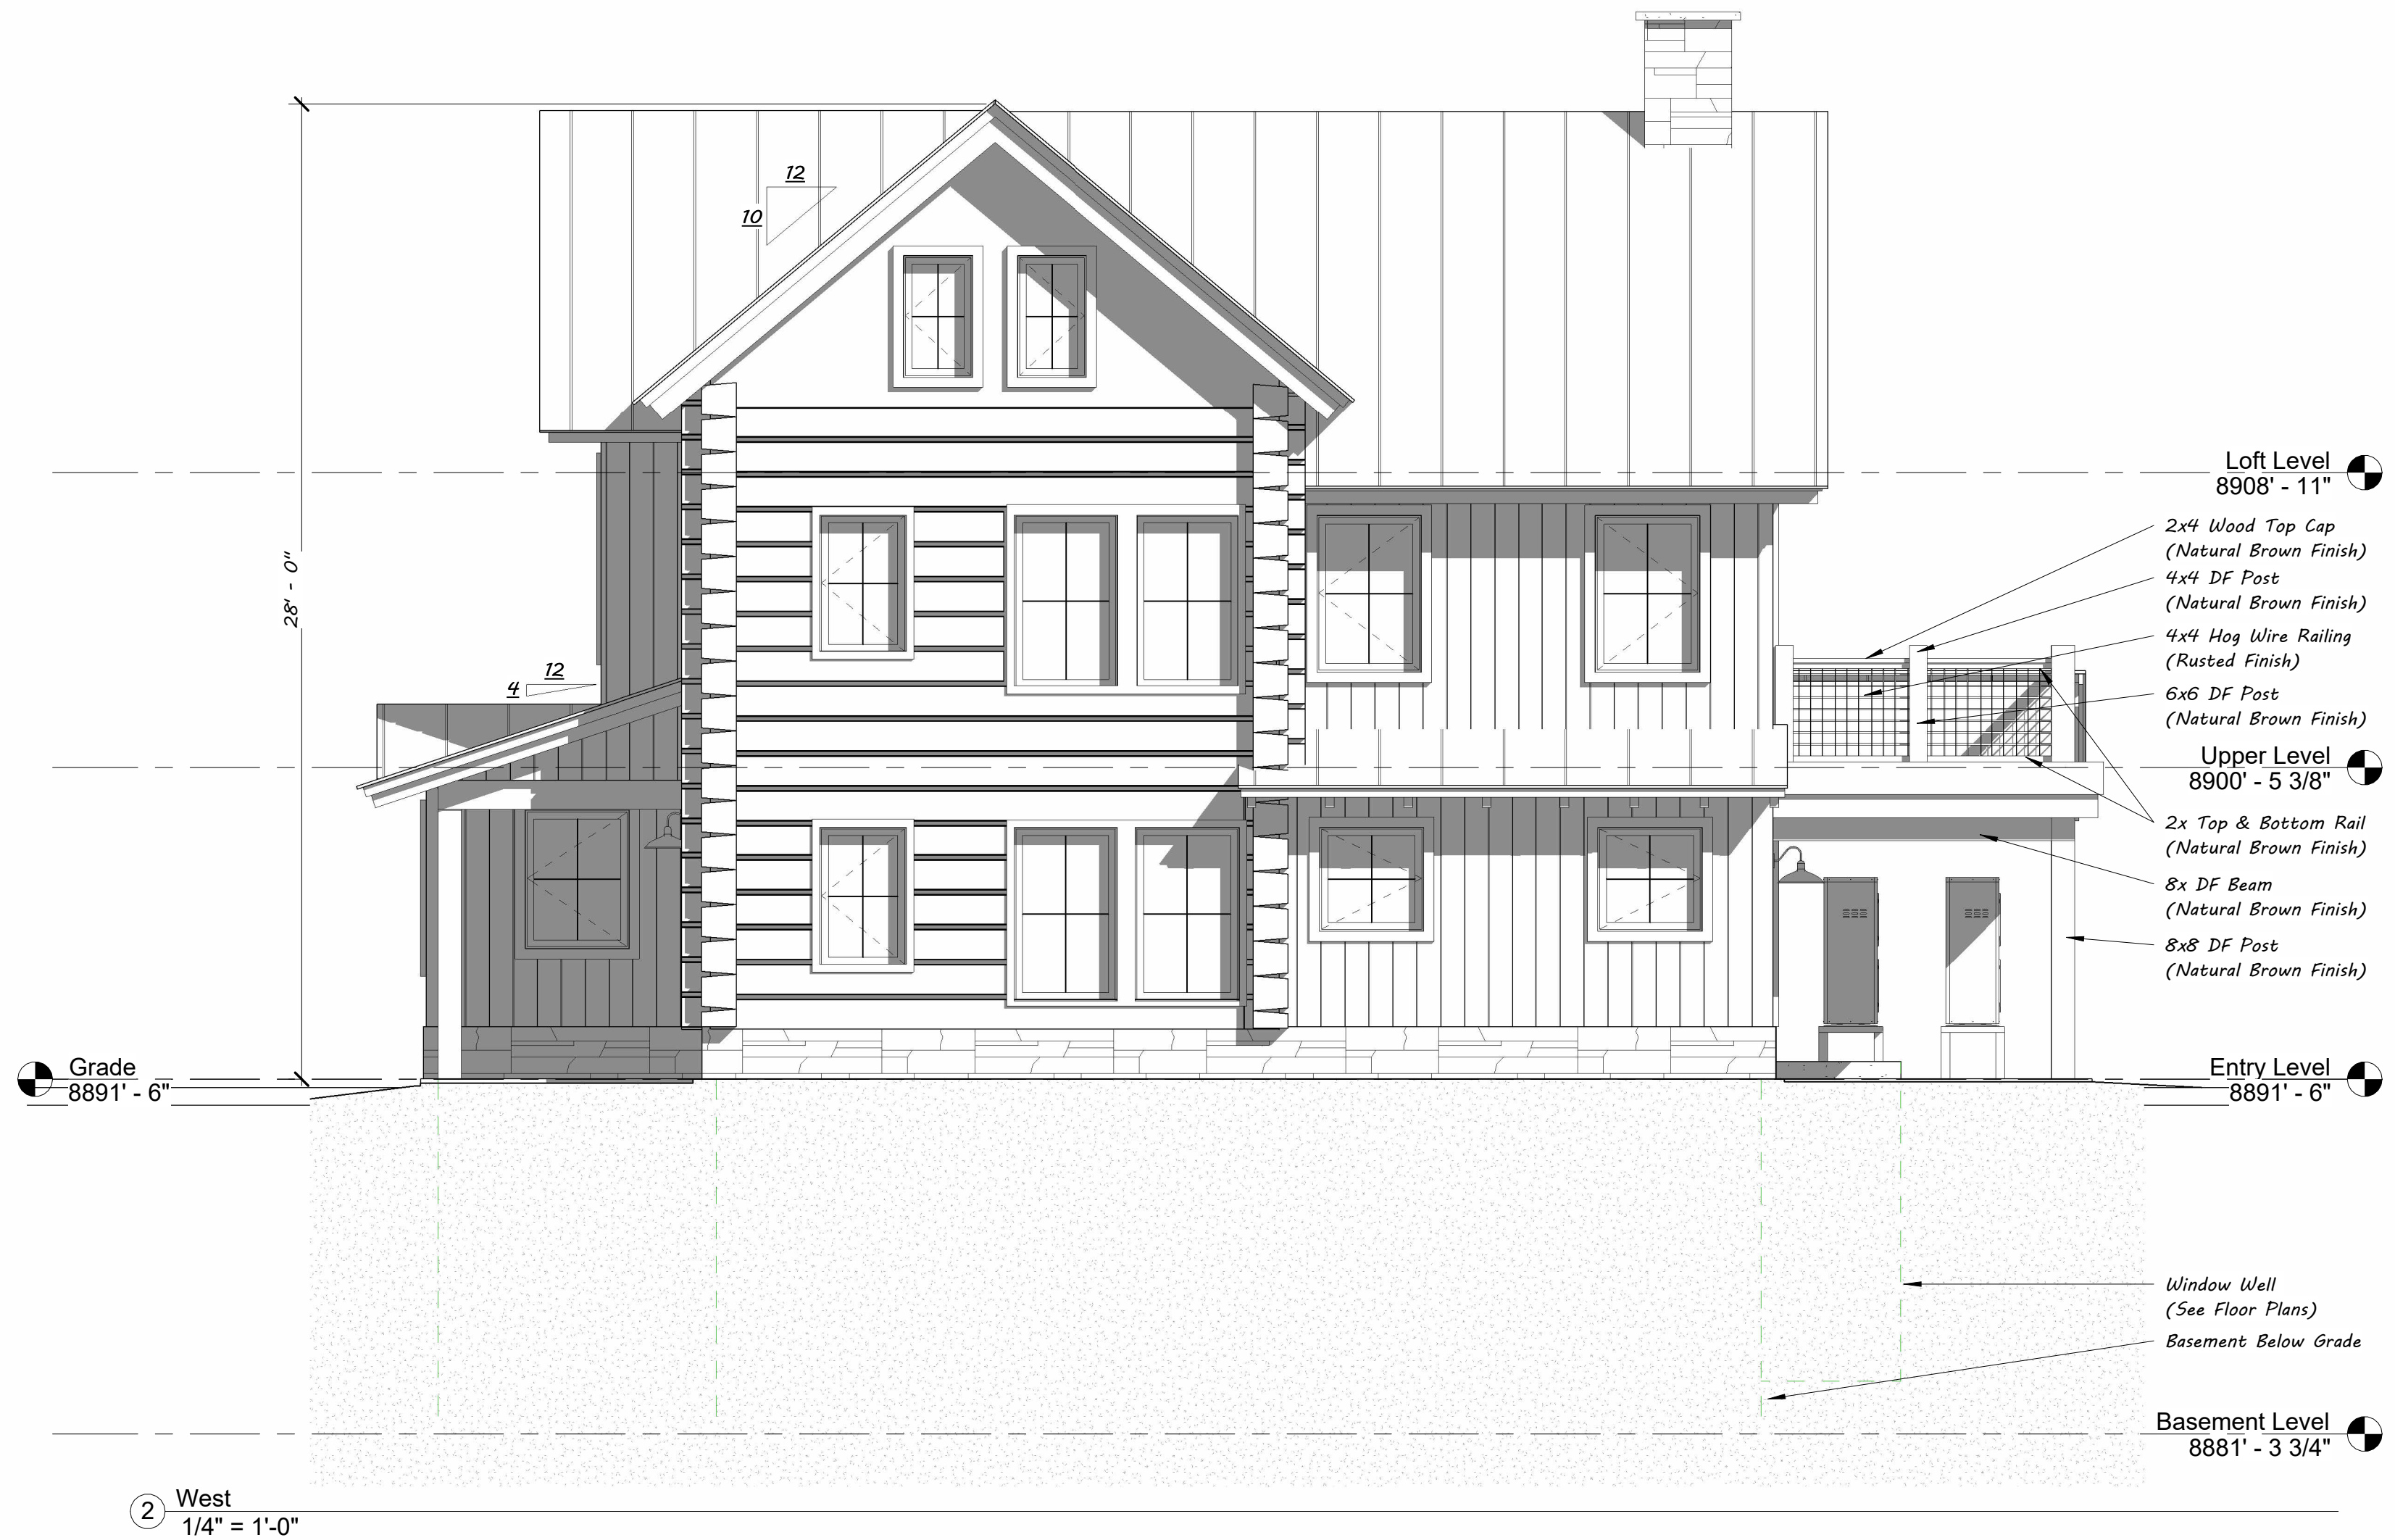 12
10
28' - 0"
Loft Level
8908' - 11"
2x4 Wood Top Cap
(Natural Brown Finish)
4x4 DF Post
(Natural Brown Finish)
4x4 Hog Wire Railing
(Rusted Finish)
6x6 DF Post
(Natural Brown Finish)
12
4
Upper Level
8900' - 5 3/8"
2x Top & Bottom Rail
(Natural Brown Finish)
8x DF Beam
(Natural Brown Finish)
8x8 DF Post
(Natural Brown Finish)
Grade
8891' - 6"
Entry Level
8891' - 6"
Window Well
(See Floor Plans)
Basement Below Grade
Basement Level
8881' - 3 3/4"
2
West
1/4" = 1'-0"